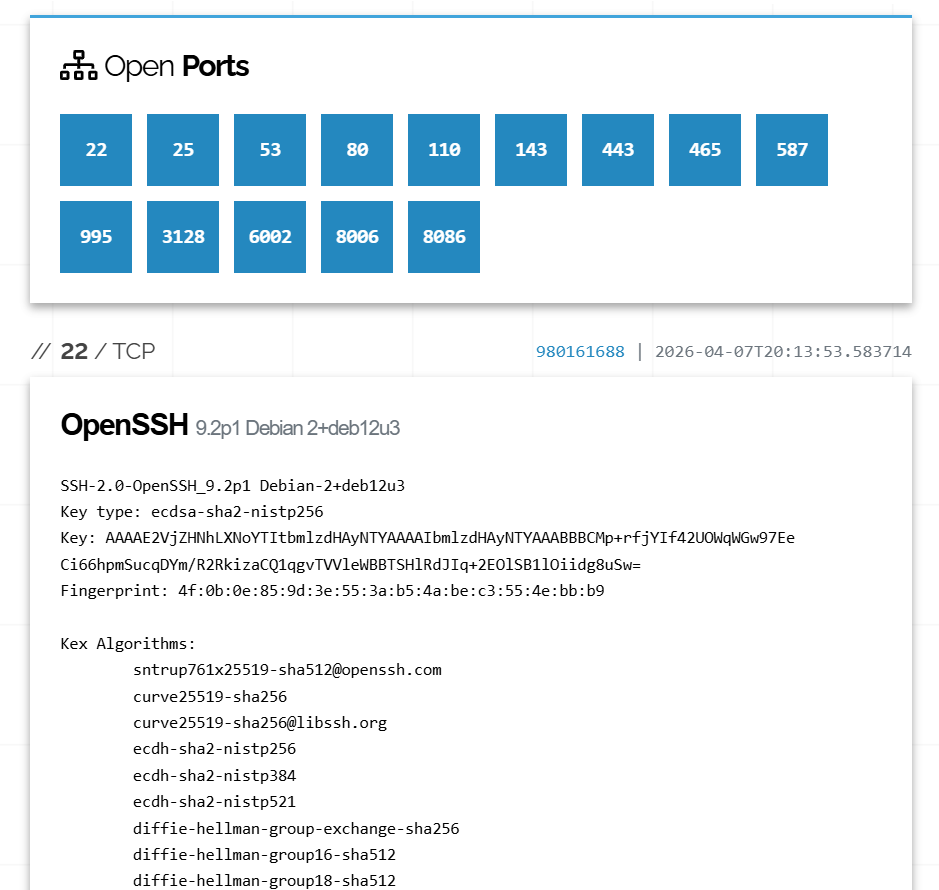 Open Ports
22 25 53 80 110 143 443 465 587
995 3128 6002 8006 8086
// 22 / TCP 980161688 | 2026-04-07T20:13:53.583714
OpenSSH 9.2p1 Debian 2+deb12u3
SSH-2.0-OpenSSH_9.2p1 Debian-2+deb12u3
Key type: ecdsa-sha2-nistp256
Key: AAAAE2VjZHNhLXNoYTItbmlzdHAyNTYAAAAIbmlzdHAyNTYAAABBBCMp+rfjYIf42UOWqWGw97Ee
Ci66hpmSucqDYm/R2RkizaCQ1qgvTVVleWBBTSHlRdJIq+2EOlSB1lOiidg8uSw=
Fingerprint: 4f:0b:0e:85:9d:3e:55:3a:b5:4a:be:c3:55:4e:bb:b9
Kex Algorithms:
sntrup761x25519-sha512@openssh.com
curve25519-sha256
curve25519-sha256@libssh.org
ecdh-sha2-nistp256
ecdh-sha2-nistp384
ecdh-sha2-nistp521
diffie-hellman-group-exchange-sha256
diffie-hellman-group16-sha512
diffie-hellman-group18-sha512